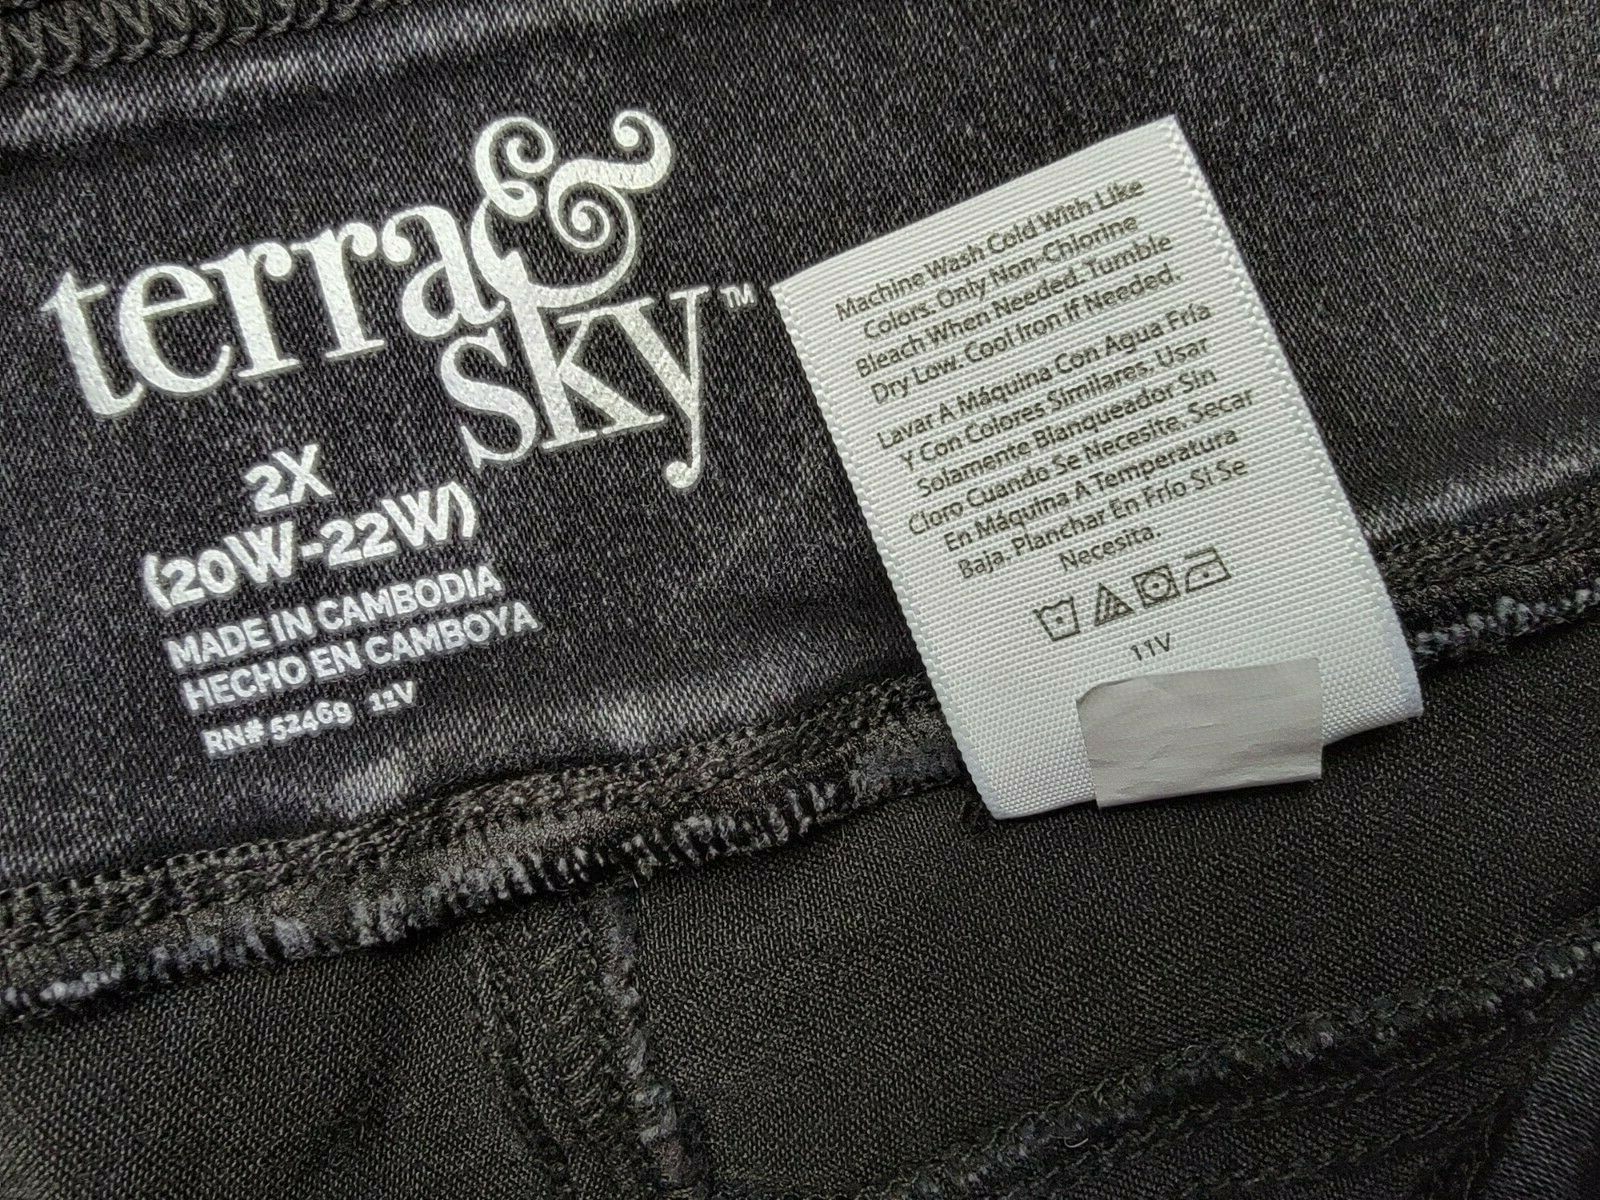 terra &
sky™
2X
(20W-22W)
MADE IN CAMBODIA
HECHO EN CAMBOYA
RN# 52469 11V
Machine Wash Cold With Like
Colors. Only Non-Chlorine
Bleach When Needed. Tumble
Dry Low. Cool Iron If Needed.
Lavar A Máquina Con Agua Fría
Y Con Colores Similares. Usar
Solamente Blanqueador Sin
Cloro Cuando Se Necesite. Secar
En Máquina A Temperatura
Baja. Planchar En Frío Si Se
Necesita.
11V